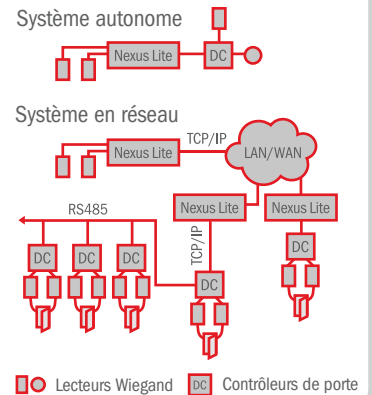 Système autonome
Nexus Lite
DC
Système en réseau
Nexus Lite
TCP/IP
LAN/WAN
RS485
Nexus Lite
Nexus Lite
TCP/IP
DC
DC
DC
DC
DC
Lecteurs Wiegand
DC
Contrôleurs de porte